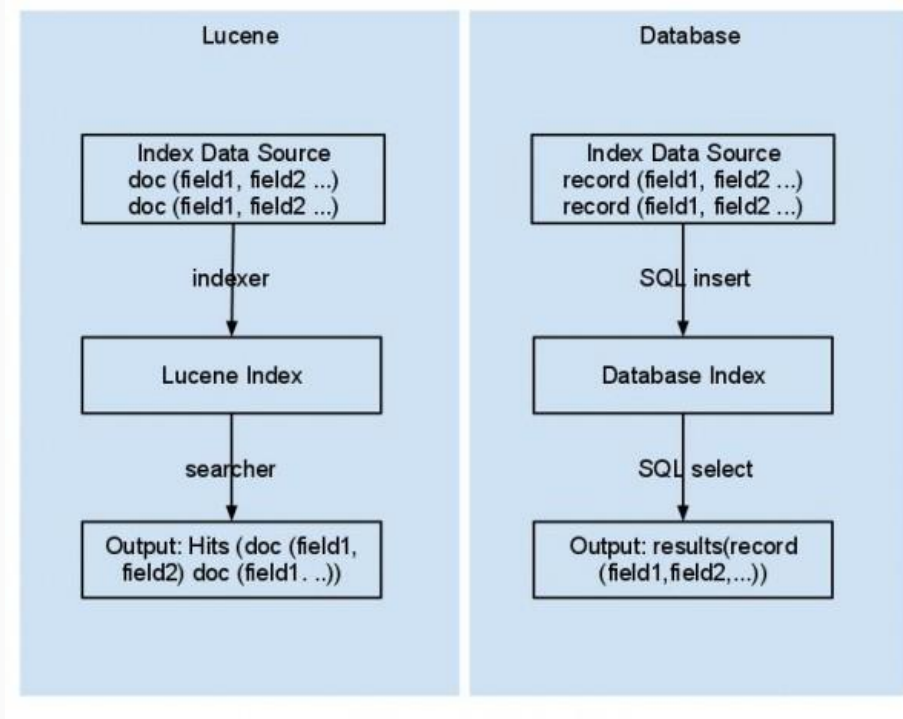 Lucene
Index Data Source
doc (field1, field2 ...)
doc (field1, field2 ...)
indexer
Lucene Index
searcher
Output: Hits (doc (field1,
field2) doc (field1. ..))
Database
Index Data Source
record (field1, field2 ...)
record (field1, field2 ...)
SQL insert
Database Index
SQL select
Output: results(record
(field1,field2,...))